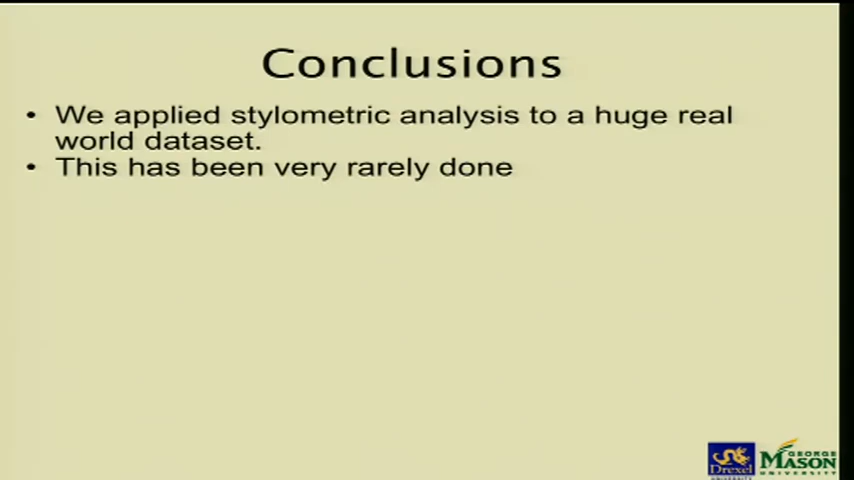 Conclusions
• We applied stylometric analysis to a huge real
world dataset.
• This has been very rarely done
Drexel
UNIVERSITY
GEORGE
MASON
UNIVERSITY